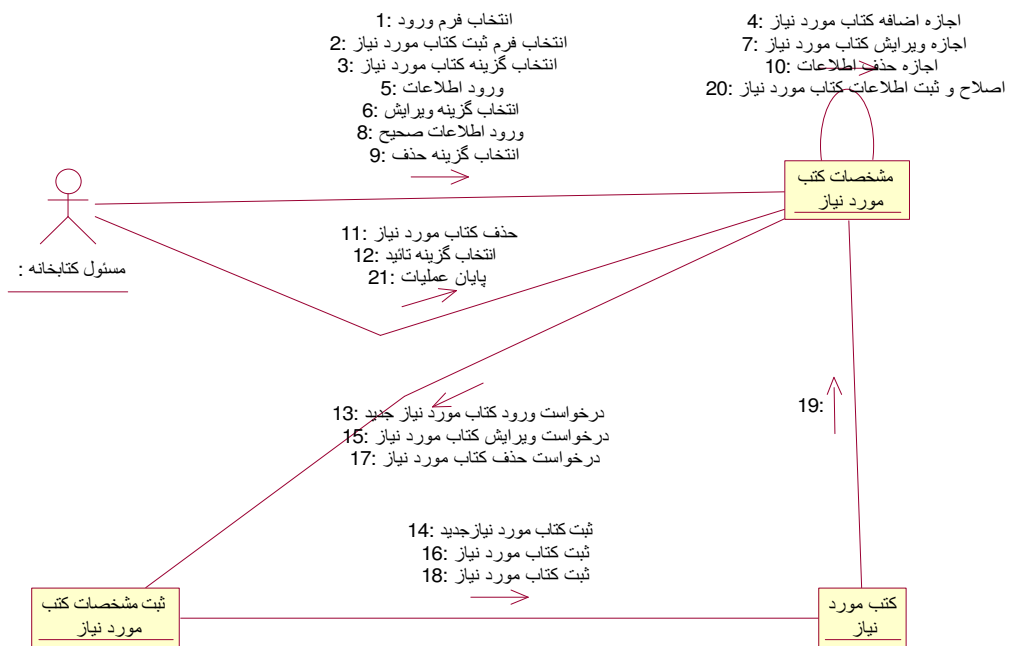 انتخاب فرم ورود :1
انتخاب فرم ثبت کتاب مورد نیاز :2
انتخاب گزینه کتاب مورد نیاز :3
ورود اطلاعات :5
انتخاب گزینه ویرایش :6
ورود اطلاعات صحیح :8
انتخاب گزینه حذف :9
اجازه اضافه کتاب مورد نیاز :4
اجازه ویرایش کتاب مورد نیاز :7
اجازه حذف اطلاعات :10
اصلاح و ثبت اطلاعات کتاب مورد نیاز :20
مشخصات کتب
مورد نیاز
مسئول کتابخانه :
حذف کتاب مورد نیاز :11
انتخاب گزینه تائید :12
پایان عملیات :21
درخواست ورود کتاب مورد نیاز جدید :13
درخواست ویرایش کتاب مورد نیاز :15
درخواست حذف کتاب مورد نیاز :17
19:
ثبت کتاب مورد نیازجدید :14
ثبت کتاب مورد نیاز :16
ثبت کتاب مورد نیاز :18
ثبت مشخصات کتب
مورد نیاز
کتب مورد
نیاز